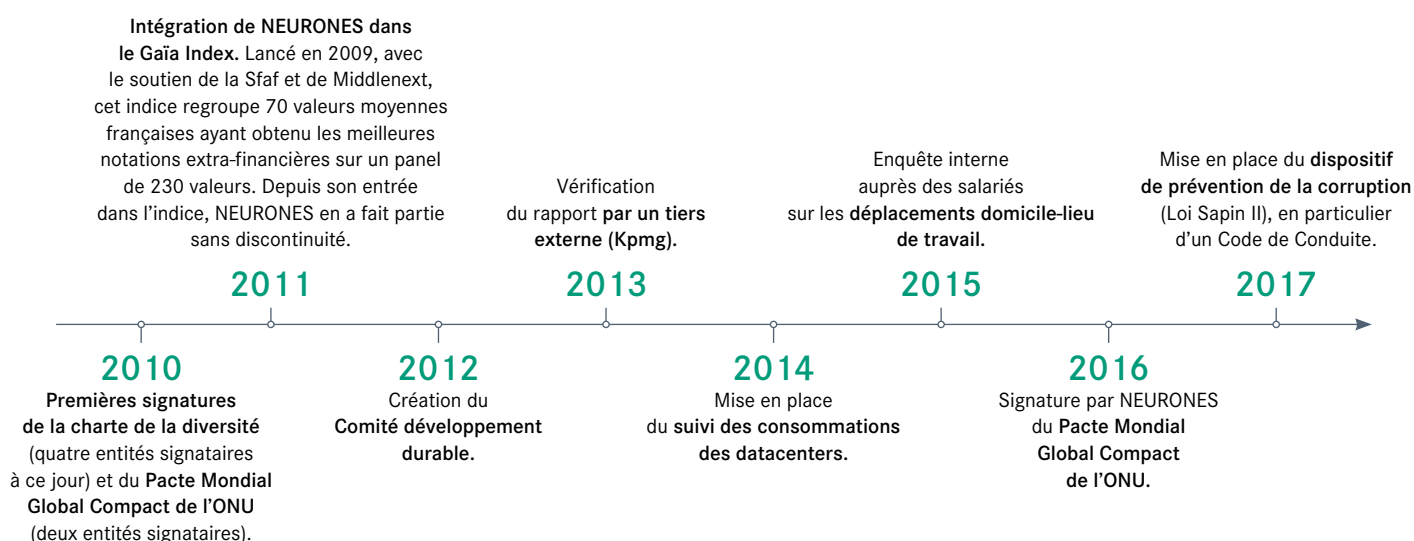 Intégration de NEURONES dans
le Gaïa Index. Lancé en 2009, avec
le soutien de la Sfaf et de Middlenext,
cet indice regroupe 70 valeurs moyennes
françaises ayant obtenu les meilleures
notations extra-financières sur un panel
de 230 valeurs. Depuis son entrée
dans l’indice, NEURONES en a fait partie
sans discontinuité.
2011
Vérification
du rapport par un tiers
externe (Kpmg).
2013
Enquête interne
auprès des salariés
sur les déplacements domicile-lieu
de travail.
2015
Mise en place du dispositif
de prévention de la corruption
(Loi Sapin II), en particulier
d’un Code de Conduite.
2017
2010
Premières signatures
de la charte de la diversité
(quatre entités signataires
à ce jour) et du Pacte Mondial
Global Compact de l’ONU
(deux entités signataires).
2012
Création du
Comité développement
durable.
2014
Mise en place
du suivi des consommations
des datacenters.
2016
Signature par NEURONES
du Pacte Mondial
Global Compact
de l’ONU.